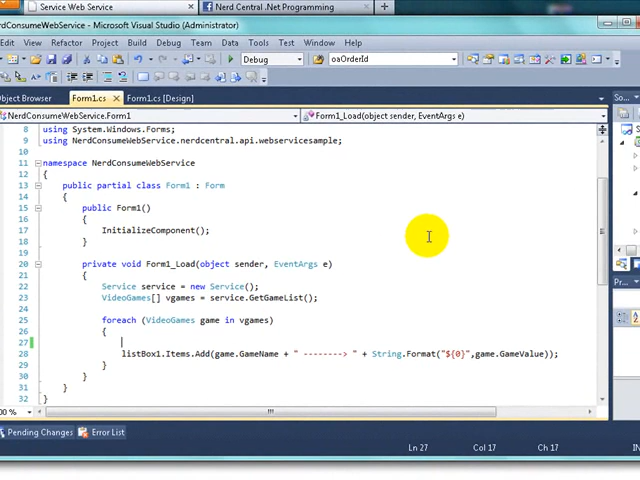 Service Web Service
Nerd Central .Net Programming
NerdConsumeWebService - Microsoft Visual Studio (Administrator)
Edit View Refactor Project Build Debug Team Data Tools Test Window Help
Debug
oaOrderId
Object Browser Form1.cs Form1.cs [Design]
NerdConsumeWebService.Form1
Form1_Load(object sender, EventArgs e)
8 using System.Windows.Forms;
9 using NerdConsumeWebService.nerdcentral.api.webservicesample;
10
11 namespace NerdConsumeWebService
12 {
13 public partial class Form1 : Form
14 {
15 public Form1()
16 {
17 InitializeComponent();
18 }
19
20 private void Form1_Load(object sender, EventArgs e)
21 {
22 Service service = new Service();
23 VideoGames[] vgames = service.GetGameList();
24
25 foreach (VideoGames game in vgames)
26 {
27
28 listBox1.Items.Add(game.GameName + " --------> " + String.Format("${0}",game.GameValue));
29 }
30 }
31 }
32 }
Pending Changes Error List
Ln 27 Col 17 Ch 17